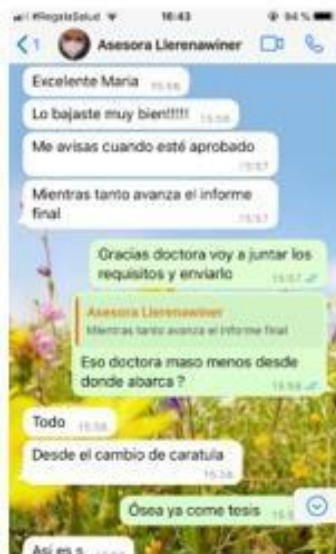 #RegalaSalud 16:43 94 %
1 Asesora Llerenawiner
Excelente Maria 15:56
Lo bajaste muy bien!!!!! 15:56
Me avisas cuando esté aprobado
15:57
Mientras tanto avanza el informe
final 15:57
Gracias doctora voy a juntar los
requisitos y enviarlo 15:57
Asesora Llerenawiner
Mientras tanto avanza el informe final
Eso doctora maso menos desde
donde abarca ? 15:58
Todo 15:58
Desde el cambio de caratula
15:58
Ósea ya come tesis
Así es s.